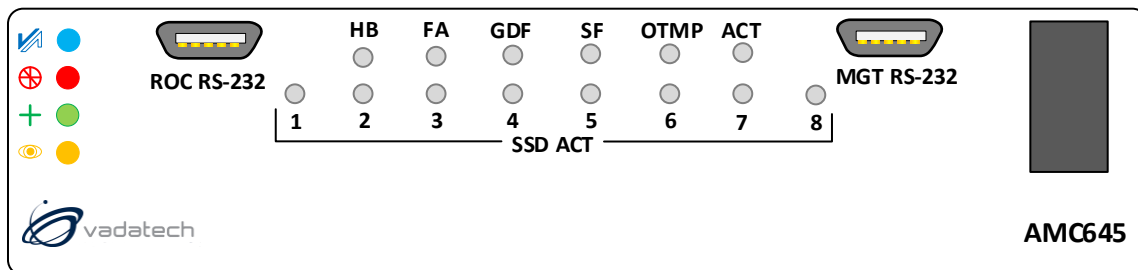 HB FA GDF SF OTMP ACT
ROC RS-232
MGT RS-232
1 2 3 4 5 6 7 8
SSD ACT
vadatech
AMC645